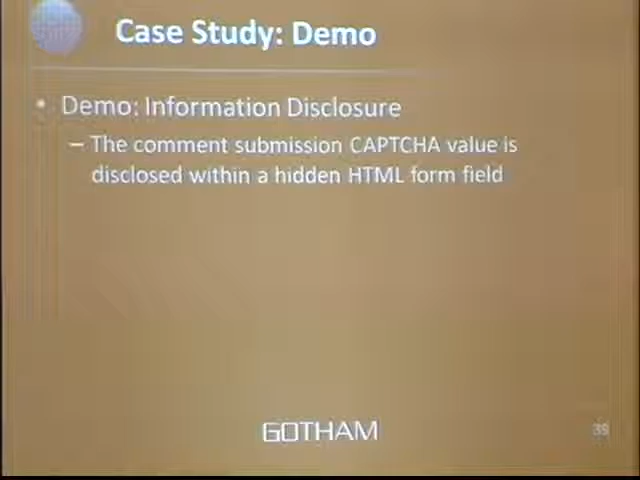 Case Study: Demo
• Demo: Information Disclosure
– The comment submission CAPTCHA value is
disclosed within a hidden HTML form field
GOTHAM
39